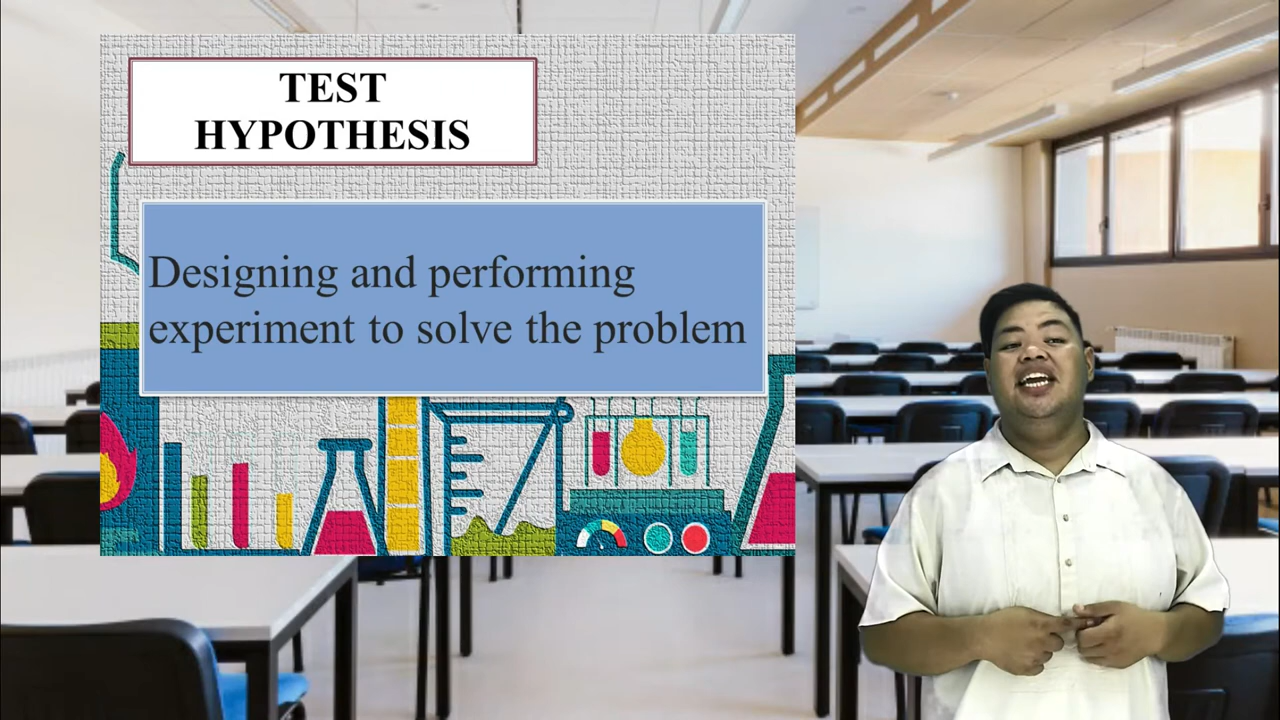 TEST
HYPOTHESIS
Designing and performing
experiment to solve the problem